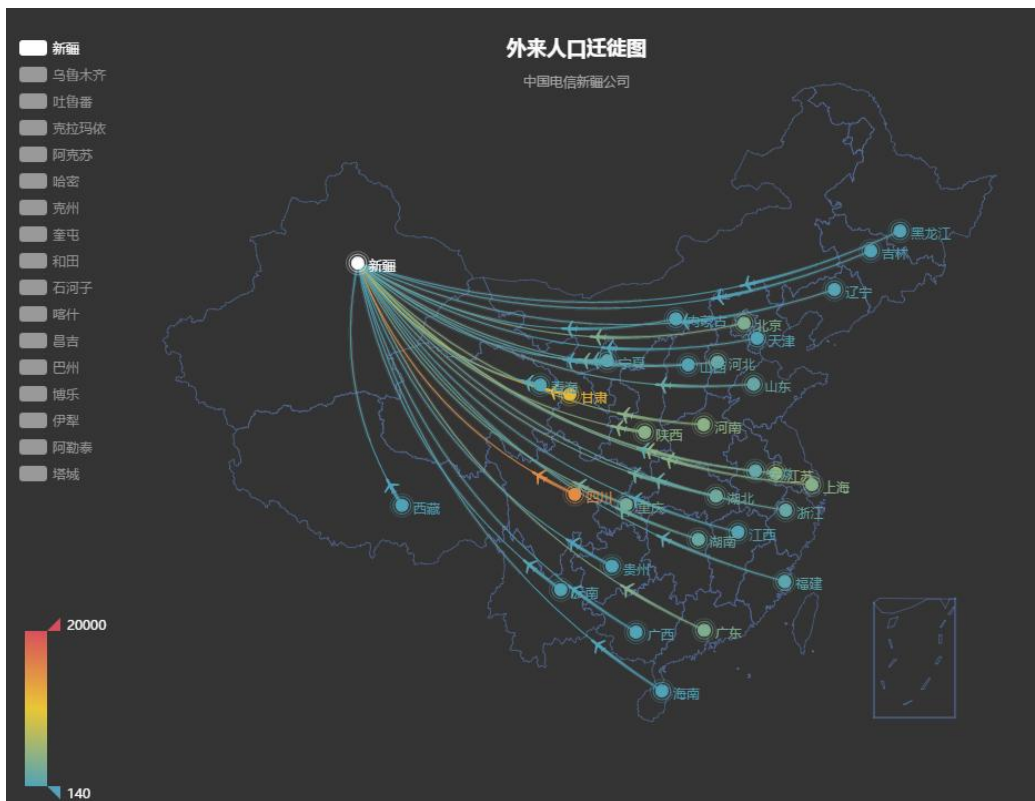 外来人口迁徙图
中国电信新疆公司
新疆
乌鲁木齐
吐鲁番
克拉玛依
阿克苏
哈密
克州
奎屯
和田
石河子
喀什
昌吉
巴州
博乐
伊犁
阿勒泰
塔城
黑龙江
吉林
新疆
辽宁
内蒙古
北京
天津
宁夏
山西
河北
青海
山东
甘肃
河南
陕西
江苏
上海
四川
湖北
重庆
西藏
浙江
江西
湖南
贵州
福建
云南
广西
广东
海南
20000
140